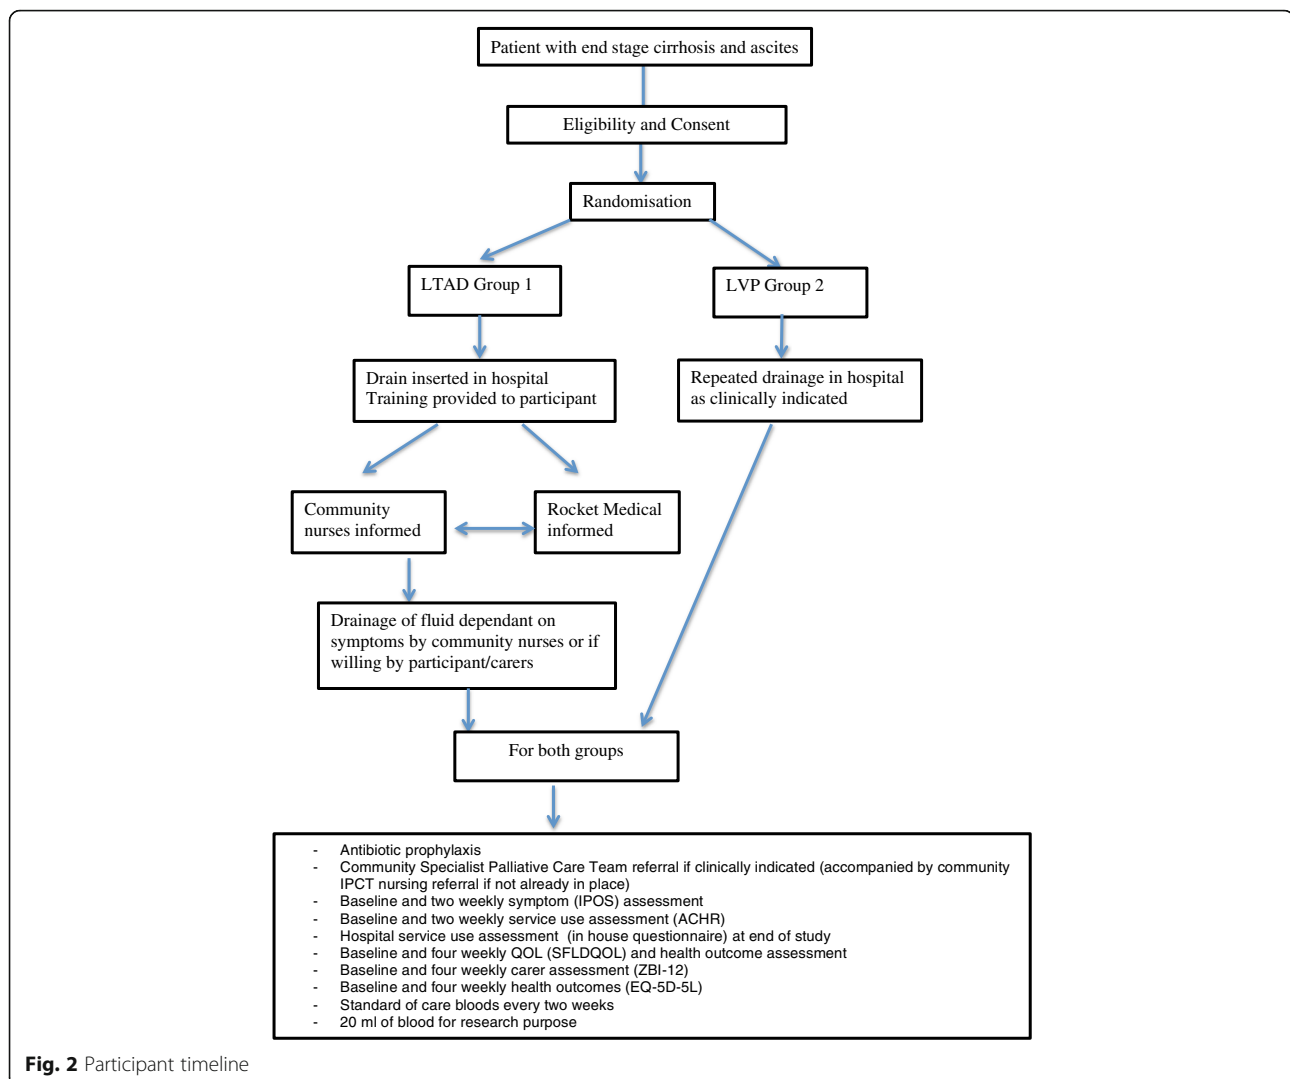 Patient with end stage cirrhosis and ascites
Eligibility and Consent
Randomisation
LTAD Group 1
LVP Group 2
Drain inserted in hospital
Training provided to participant
Repeated drainage in hospital
as clinically indicated
Community
nurses informed
Rocket Medical
informed
Drainage of fluid dependant on
symptoms by community nurses or if
willing by participant/carers
For both groups
- Antibiotic prophylaxis
- Community Specialist Palliative Care Team referral if clinically indicated (accompanied by community
IPCT nursing referral if not already in place)
- Baseline and two weekly symptom (IPOS) assessment
- Baseline and two weekly service use assessment (ACHR)
- Hospital service use assessment (in house questionnaire) at end of study
- Baseline and four weekly QOL (SFLDQOL) and health outcome assessment
- Baseline and four weekly carer assessment (ZBI-12)
- Baseline and four weekly health outcomes (EQ-5D-5L)
- Standard of care bloods every two weeks
- 20 ml of blood for research purpose
Fig. 2 Participant timeline